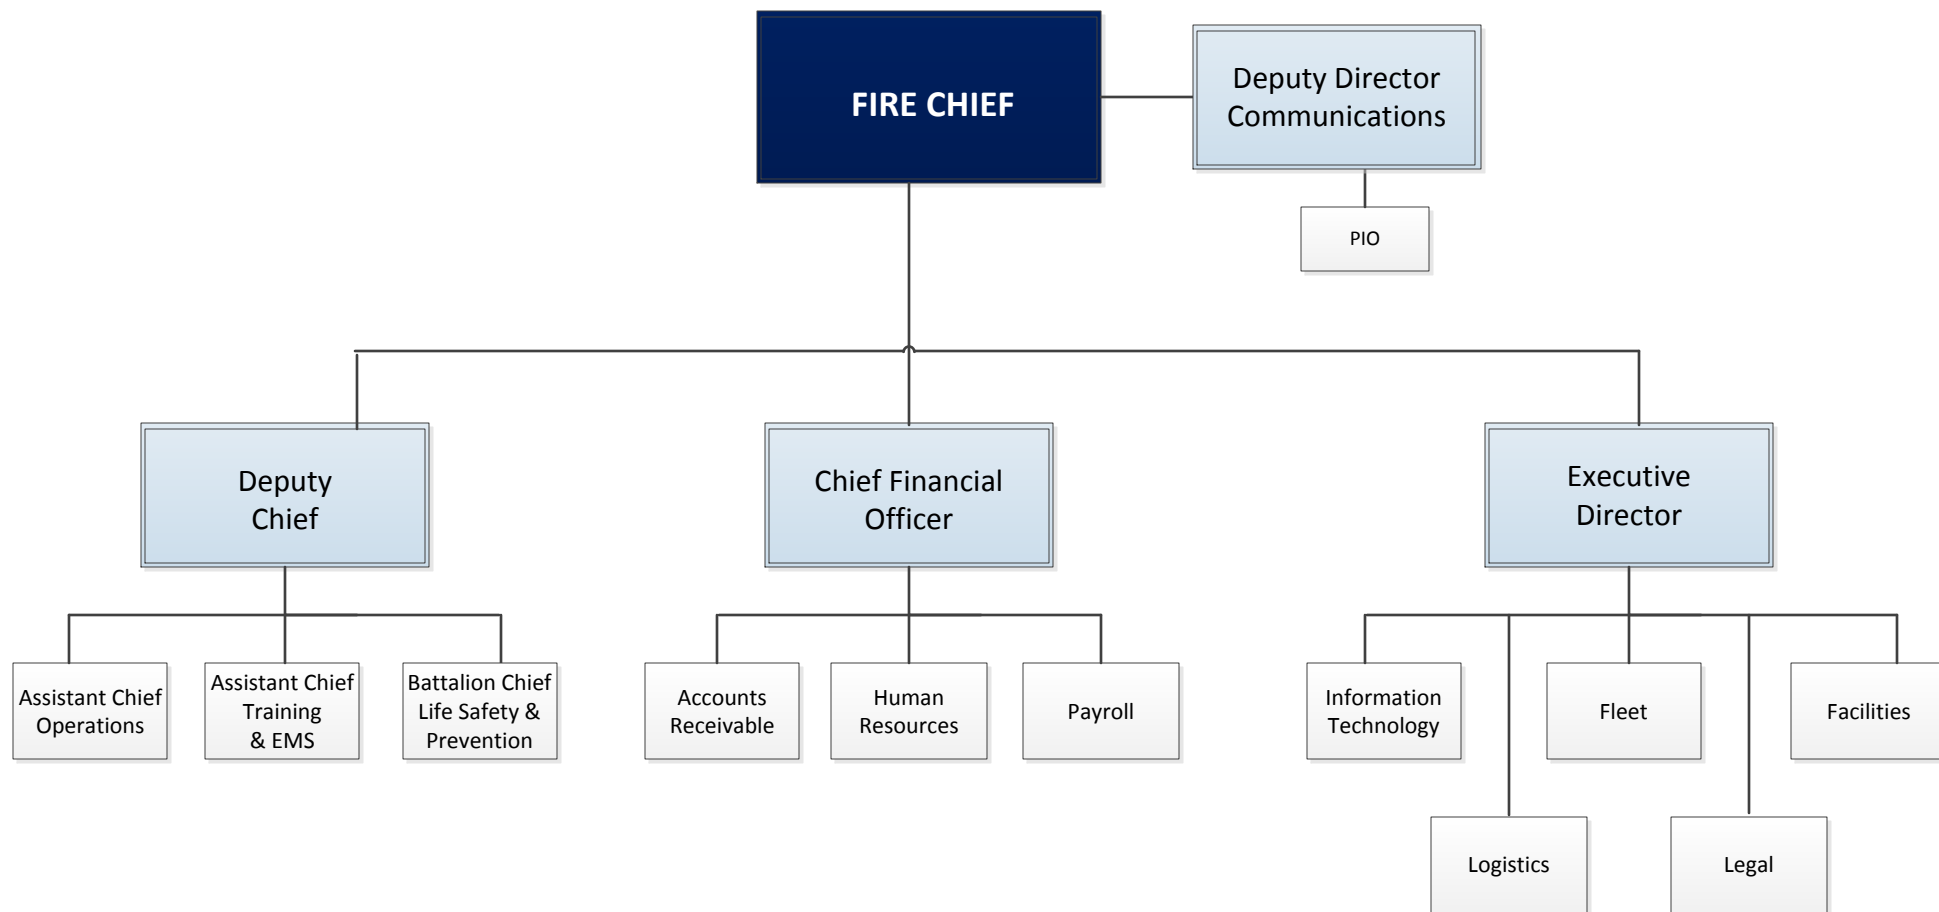 FIRE CHIEF
Deputy Director
Communications
PIO
Deputy
Chief
Chief Financial
Officer
Executive
Director
Assistant Chief
Operations
Assistant Chief
Training
& EMS
Battalion Chief
Life Safety &
Prevention
Accounts
Receivable
Human
Resources
Payroll
Information
Technology
Fleet
Facilities
Logistics
Legal